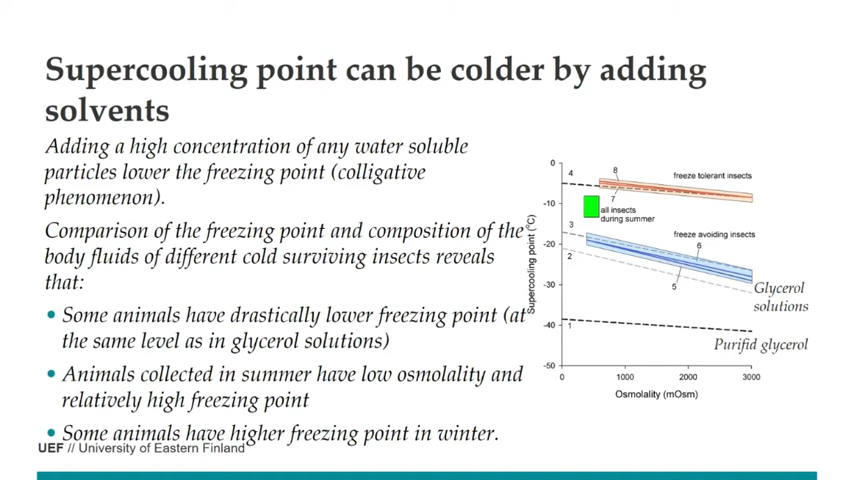 Supercooling point can be colder by adding
solvents
Adding a high concentration of any water soluble
particles lower the freezing point (colligative
phenomenon).
Comparison of the freezing point and composition of the
body fluids of different cold surviving insects reveals
that:
• Some animals have drastically lower freezing point (at
the same level as in glycerol solutions)
• Animals collected in summer have low osmolality and
relatively high freezing point
• Some animals have higher freezing point in winter.
UEF // University of Eastern Finland
Supercooling point (°C)
0
-10
-20
-30
-40
-50
4
8
freeze tolerant insects
7
all insects
during summer
3
freeze avoiding insects
6
2
5
Glycerol
solutions
1
Purifid glycerol
0
1000
2000
3000
Osmolality (mOsm)